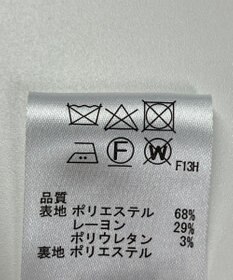 F W F13H
品質
表地 ポリエステル 68%
レーヨン 29%
ポリウレタン 3%
裏地 ポリエステル